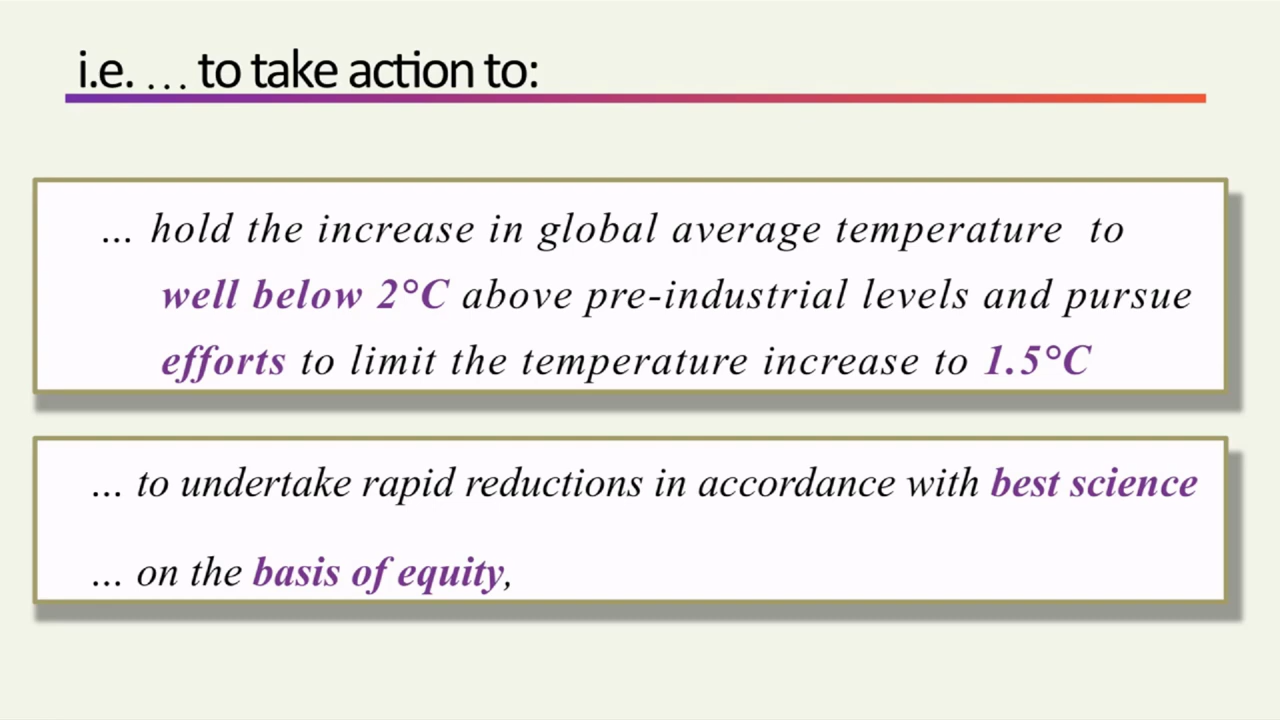 i.e. ... to take action to:
... hold the increase in global average temperature to
well below 2°C above pre-industrial levels and pursue
efforts to limit the temperature increase to 1.5°C
... to undertake rapid reductions in accordance with best science
... on the basis of equity,